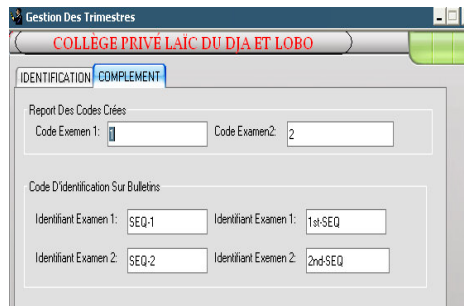 Gestion Des Trimestres
COLLÈGE PRIVÉ LAÏC DU DJA ET LOBO
IDENTIFICATION COMPLEMENT
Report Des Codes Crées
Code Exemen 1: 1 Code Examen2: 2
Code D'identification Sur Bulletins
Identifiant Examen 1: SEQ-1 Identifiant Examen 1: 1st-SEQ
Identifiant Examen 2: SEQ-2 Identifiant Exemen 2: 2nd-SEQ